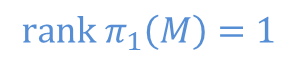 rank π₁(M) = 1